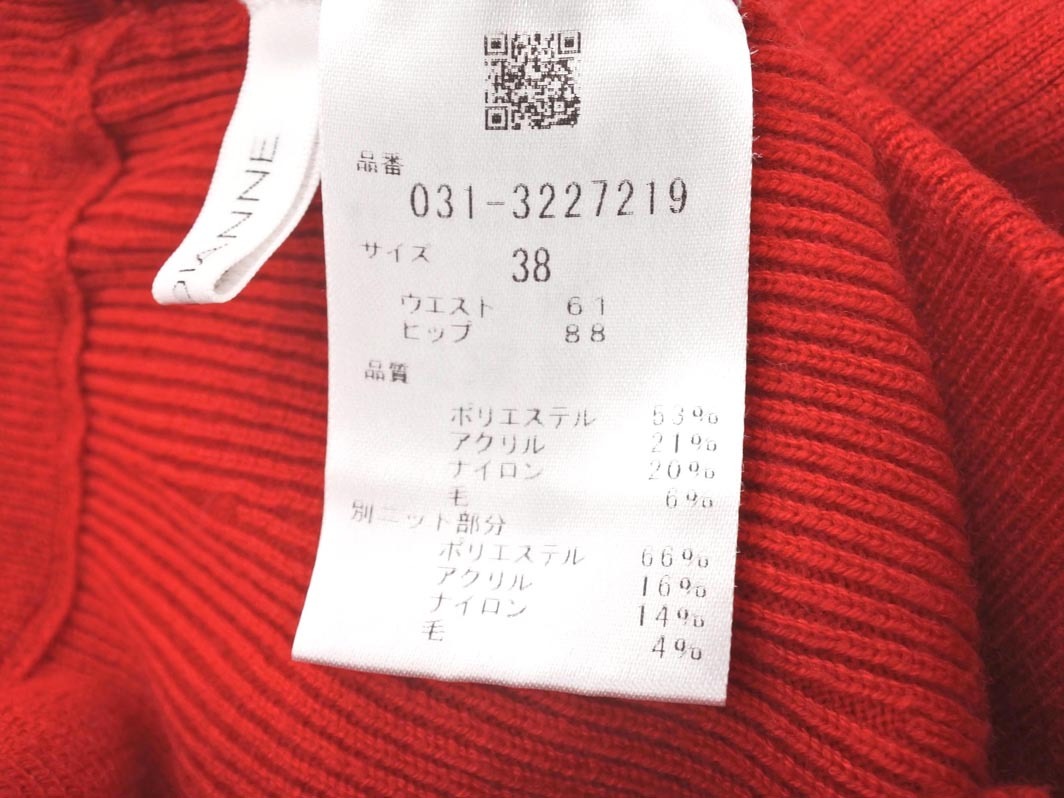 PIANNE
品番
031-3227219
サイズ 38
ウエスト 61
ヒップ 88
品質
ポリエステル 53%
アクリル 21%
ナイロン 20%
毛 6%
別ニット部分
ポリエステル 66%
アクリル 16%
ナイロン 14%
毛 4%